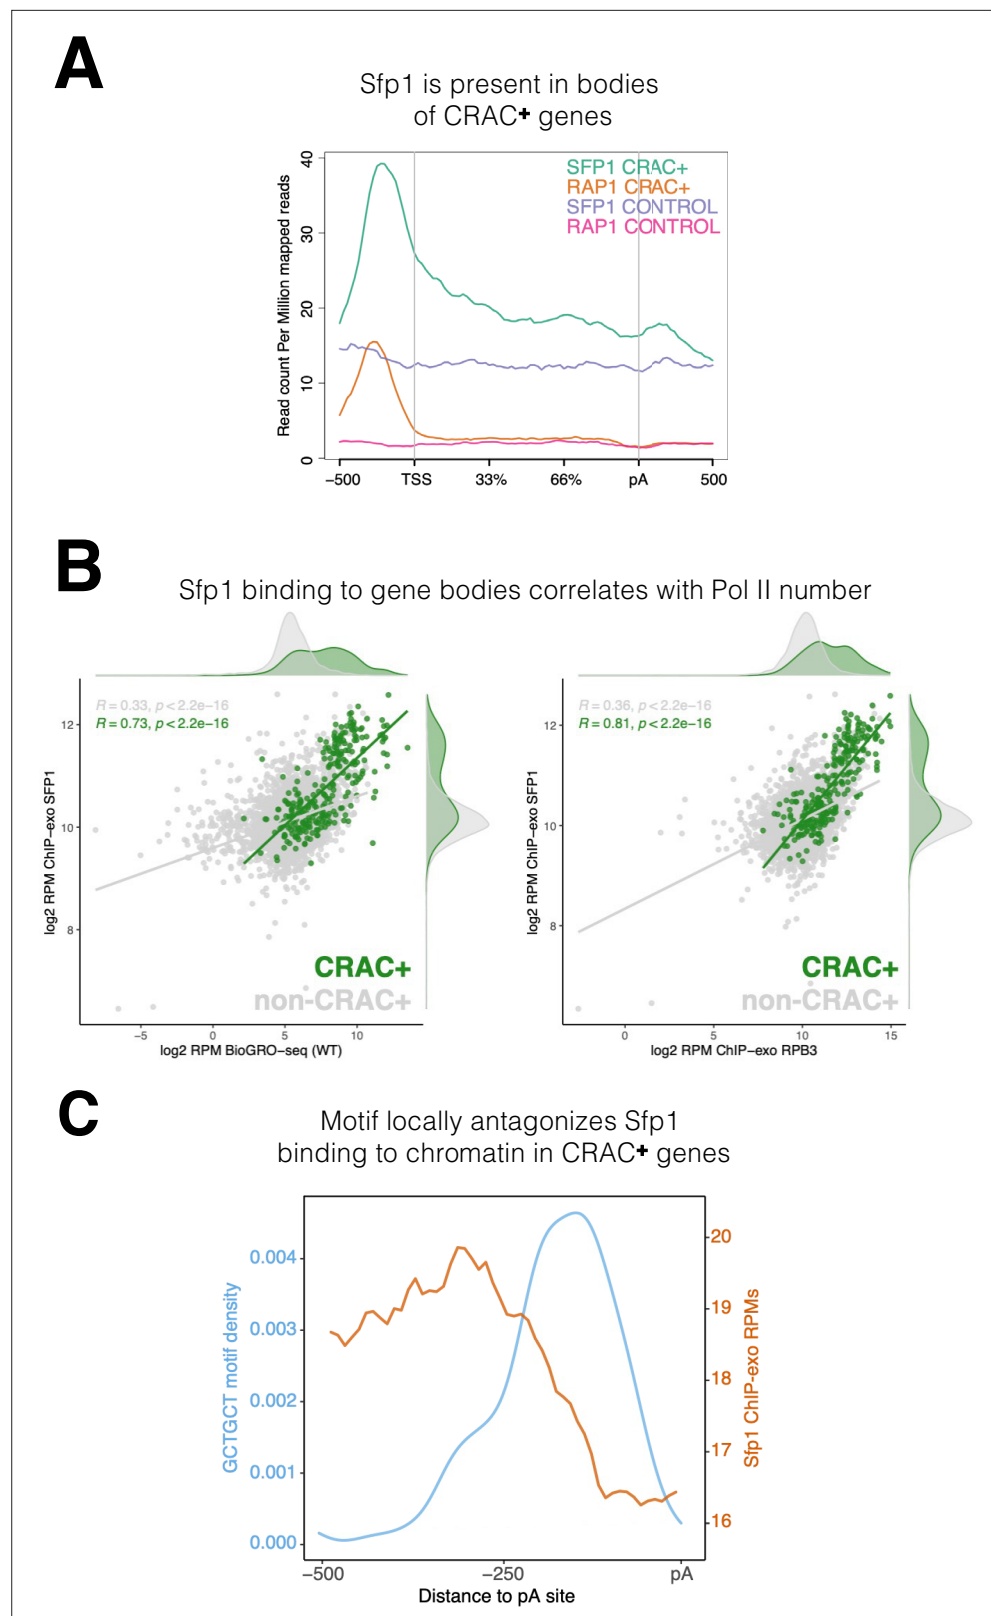 A
Sfp1 is present in bodies
of CRAC+ genes
Read count Per Million mapped reads
40
30
20
10
0
SFP1 CRAC+
RAP1 CRAC+
SFP1 CONTROL
RAP1 CONTROL
−500 TSS 33% 66% pA 500
B
Sfp1 binding to gene bodies correlates with Pol II number
R = 0.33, p < 2.2e−16
R = 0.73, p < 2.2e−16
log2 RPM ChIP−exo SFP1
12
10
8
CRAC+
non-CRAC+
−5 0 5 10
log2 RPM BioGRO−seq (WT)
R = 0.36, p < 2.2e−16
R = 0.81, p < 2.2e−16
log2 RPM ChIP−exo SFP1
12
10
8
CRAC+
non-CRAC+
0 5 10 15
log2 RPM ChIP−exo RPB3
C
Motif locally antagonizes Sfp1
binding to chromatin in CRAC+ genes
GCTGCT motif density
0.004
0.003
0.002
0.001
0.000
20
19
18
17
16
Sfp1 ChIP-exo RPMs
−500 −250 pA
Distance to pA site